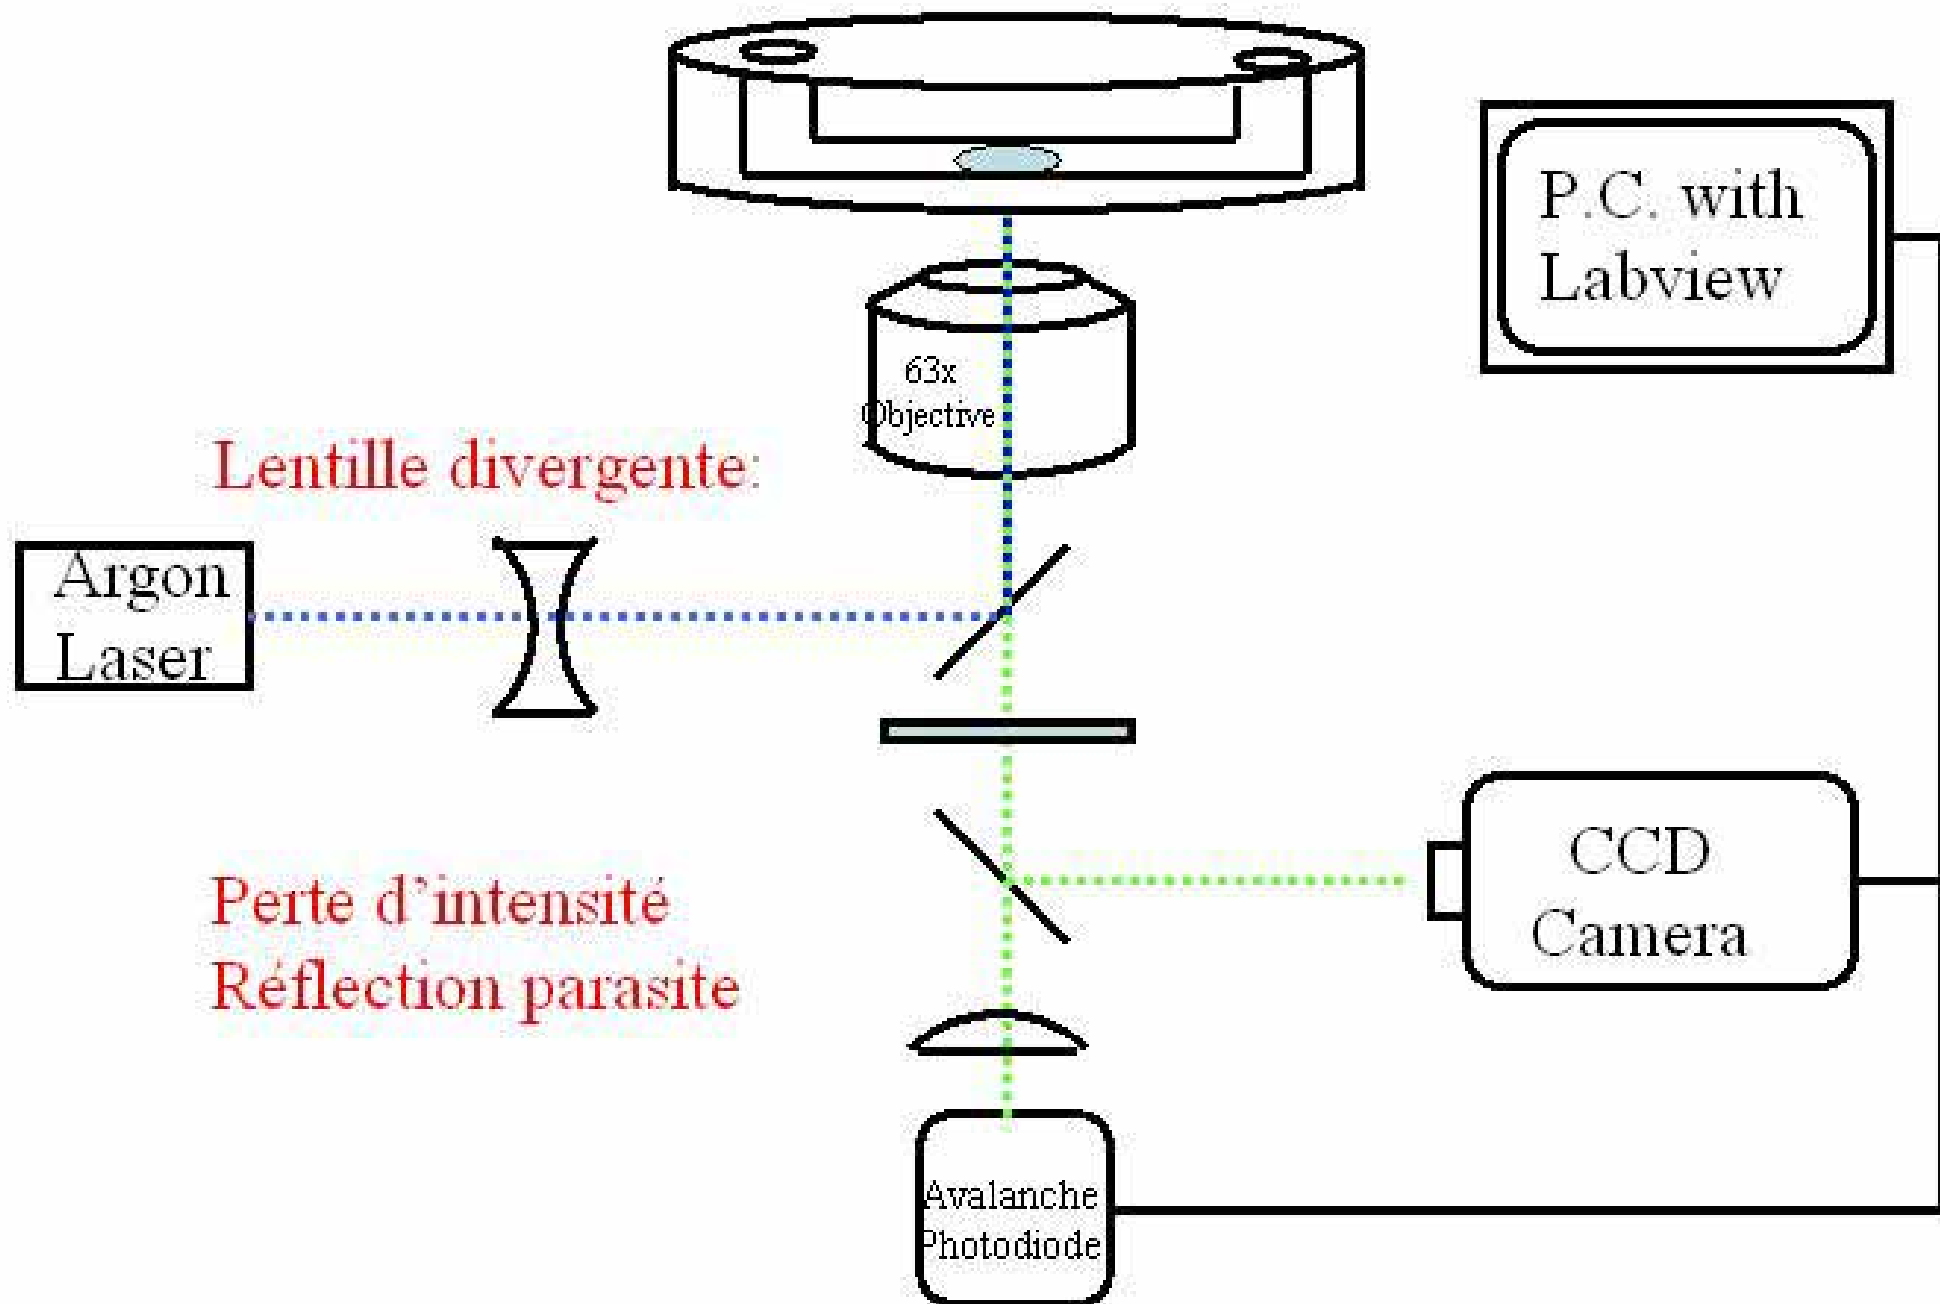 P.C. with
Labview
63x
Objective
Lentille divergente:
Argon
Laser
CCD
Camera
Perte d'intensité
Réflection parasite
Avalanche
Photodiode